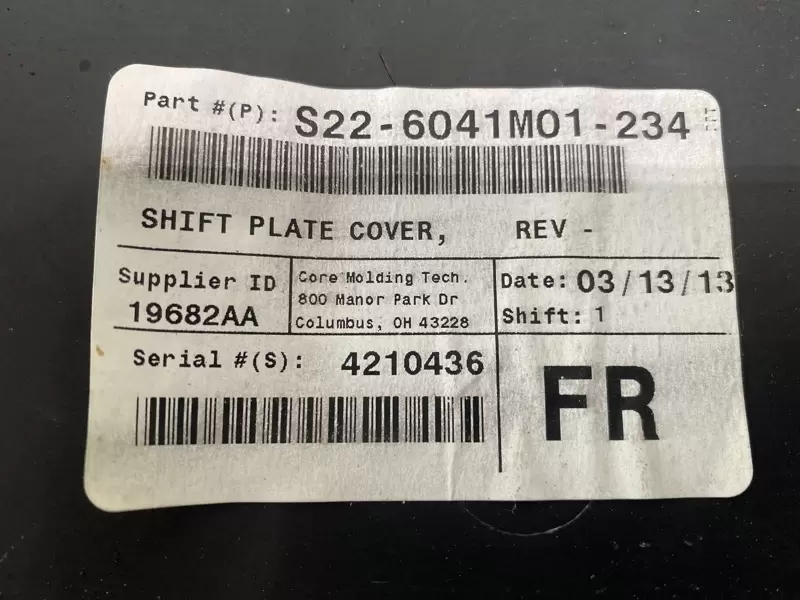 Part #(P): S22-6041M01-234
SHIFT PLATE COVER, REV -
Supplier ID
19682AA
Core Molding Tech.
800 Manor Park Dr
Columbus, OH 43228
Date: 03/13/13
Shift: 1
Serial #(S): 4210436
FR